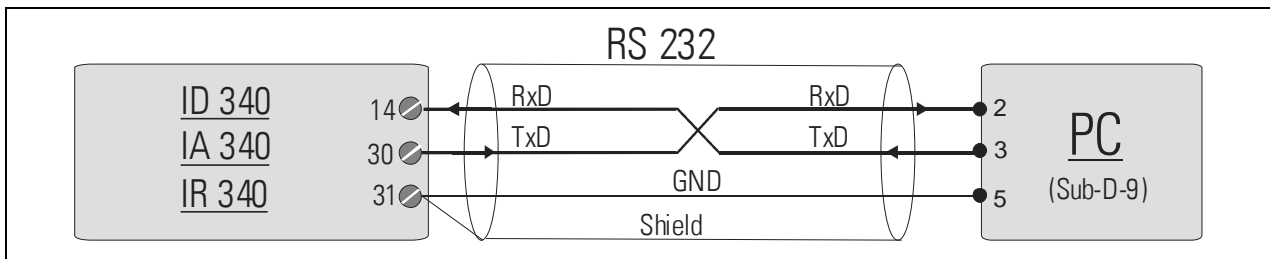 RS 232
ID 340
IA 340
IR 340
14
30
31
RxD
RxD
TxD
TxD
GND
Shield
2
3
5
PC
(Sub-D-9)